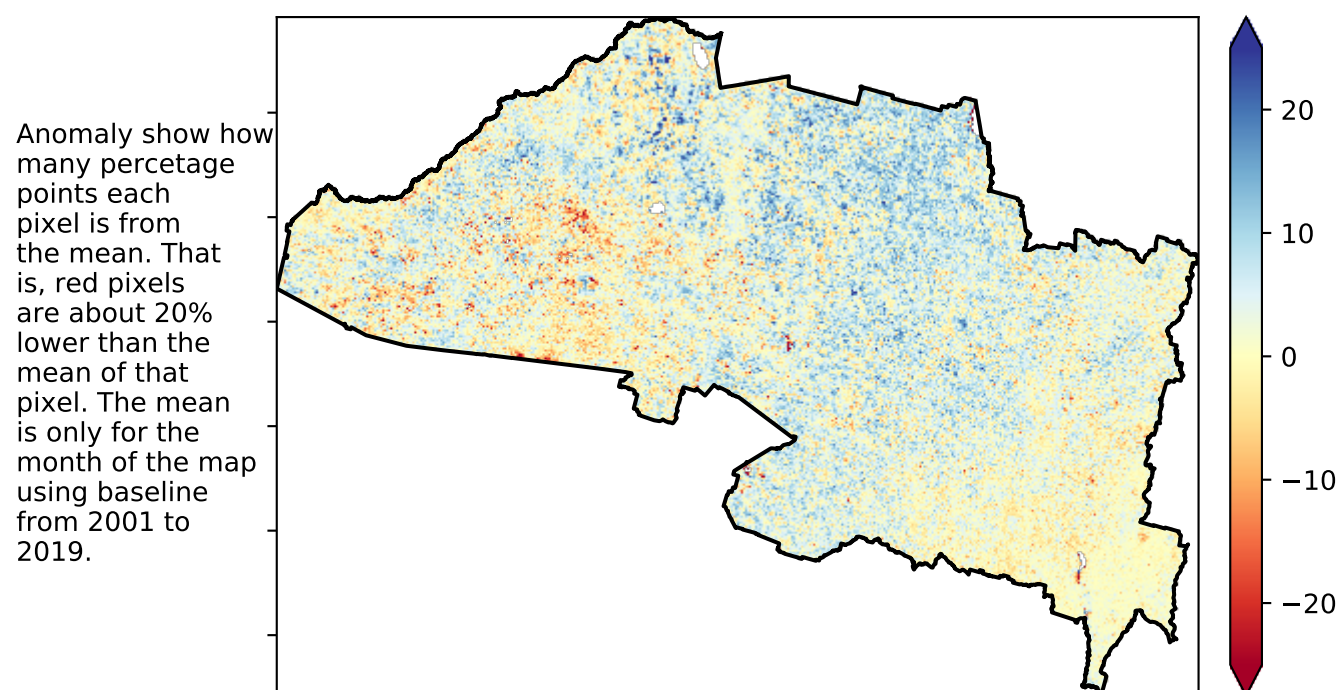 Anomaly show how
many percetage
points each
pixel is from
the mean. That
is, red pixels
are about 20%
lower than the
mean of that
pixel. The mean
is only for the
month of the map
using baseline
from 2001 to
2019.
20
10
0
−10
−20